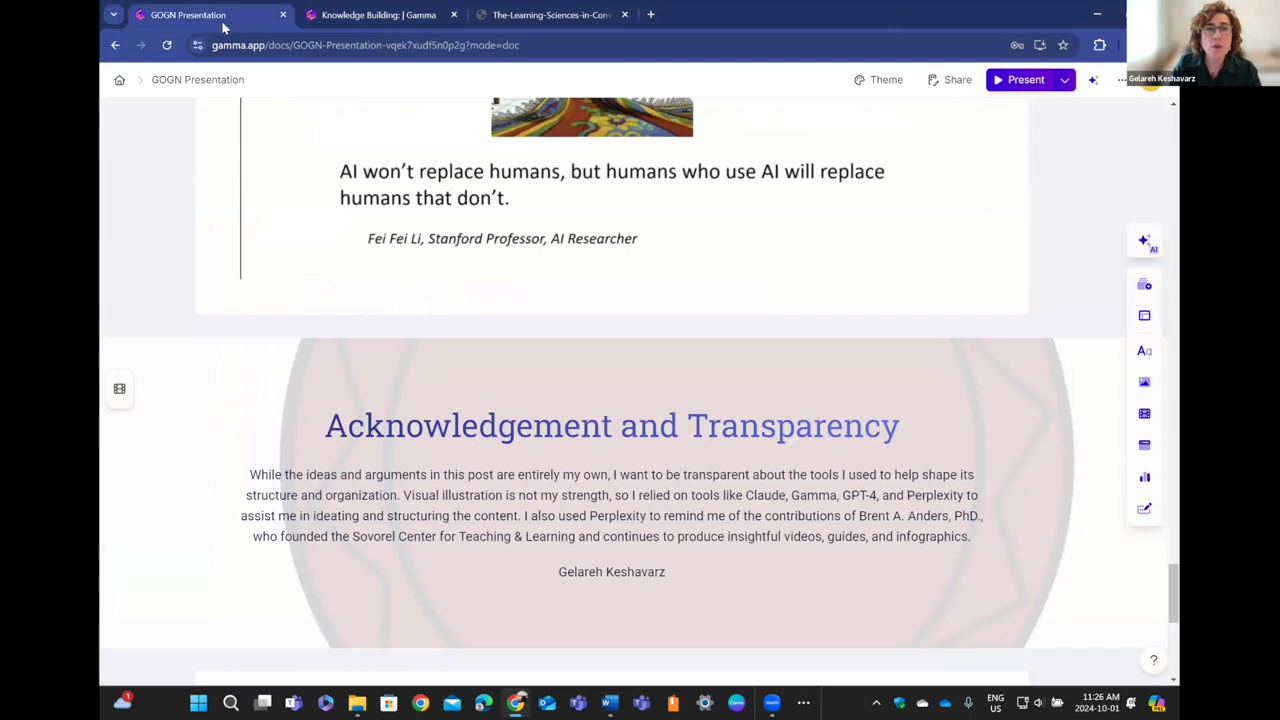 GOGN Presentation
Knowledge Building: | Gamma
The-Learning-Sciences-in-Conv
gamma.app/docs/GOGN-Presentation-vqek7xudf5n0p2g?mode=doc
GOGN Presentation
Theme
Share
Present
Gelareh Keshavarz
AI won't replace humans, but humans who use AI will replace
humans that don't.
Fei Fei Li, Stanford Professor, AI Researcher
AI
Aa
Acknowledgement and Transparency
While the ideas and arguments in this post are entirely my own, I want to be transparent about the tools I used to help shape its
structure and organization. Visual illustration is not my strength, so I relied on tools like Claude, Gamma, GPT-4, and Perplexity to
assist me in ideating and structuring the content. I also used Perplexity to remind me of the contributions of Brent A. Anders, PhD.,
who founded the Sovorel Center for Teaching & Learning and continues to produce insightful videos, guides, and infographics.
Gelareh Keshavarz
?
1
ENG
US
11:26 AM
2024-10-01